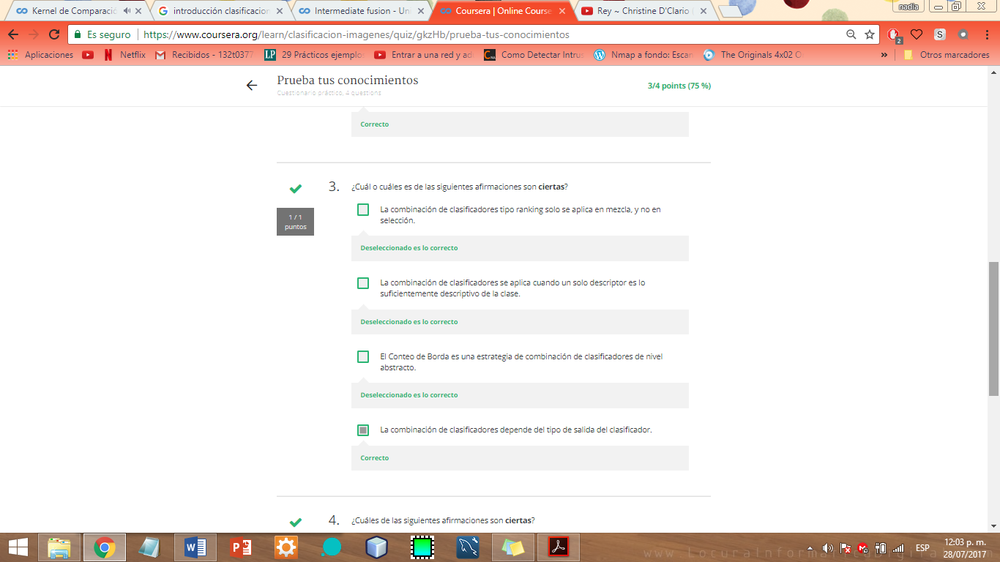 Kernel de Comparació
introducción clasificacion
Intermediate fusion - Uni
Coursera | Online Course
Rey ~ Christine D'Clario (
nadia
Es seguro
https://www.coursera.org/learn/clasificacion-imagenes/quiz/gkzHb/prueba-tus-conocimientos
2
Aplicaciones
Netflix
Recibidos - 132t0377
29 Prácticos ejemplo
Entrar a una red y ad
Como Detectar Intrus
Nmap a fondo: Escan
The Originals 4x02 O
»
Otros marcadores
Prueba tus conocimientos
3/4 points (75 %)
Cuestionario práctico, 4 questions
Correcto
3.
¿Cuál o cuáles es de las siguientes afirmaciones son ciertas?
1 / 1
puntos
La combinación de clasificadores tipo ranking solo se aplica en mezcla, y no en
selección.
Deseleccionado es lo correcto
La combinación de clasificadores se aplica cuando un solo descriptor es lo
suficientemente descriptivo de la clase.
Deseleccionado es lo correcto
El Conteo de Borda es una estrategia de combinación de clasificadores de nivel
abstracto.
Deseleccionado es lo correcto
La combinación de clasificadores depende del tipo de salida del clasificador.
Correcto
4.
¿Cuáles de las siguientes afirmaciones son ciertas?
ESP
12:03 p. m.
28/07/2017